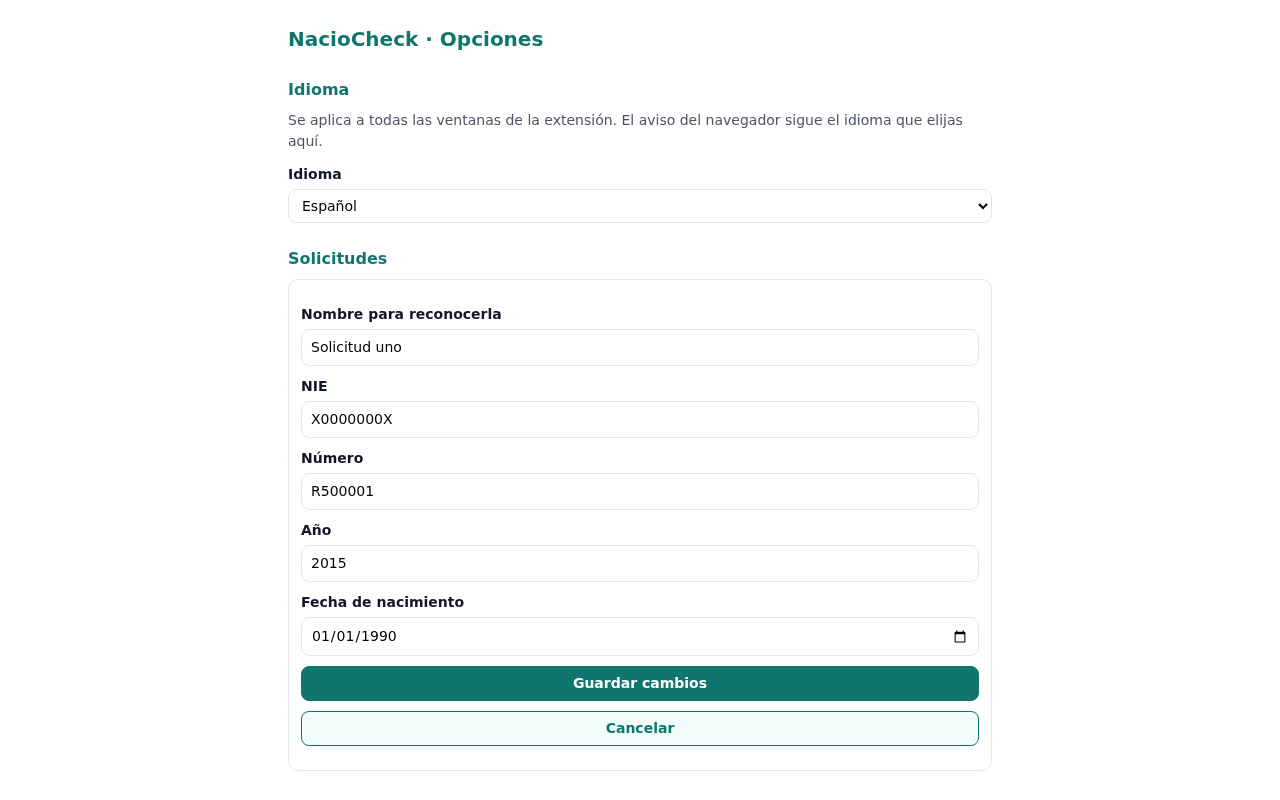 NacioCheck · Opciones
Idioma
Se aplica a todas las ventanas de la extensión. El aviso del navegador sigue el idioma que elijas
aquí.
Idioma
Español
Solicitudes
Nombre para reconocerla
Solicitud uno
NIE
X0000000X
Número
R500001
Año
2015
Fecha de nacimiento
01/01/1990
Guardar cambios
Cancelar